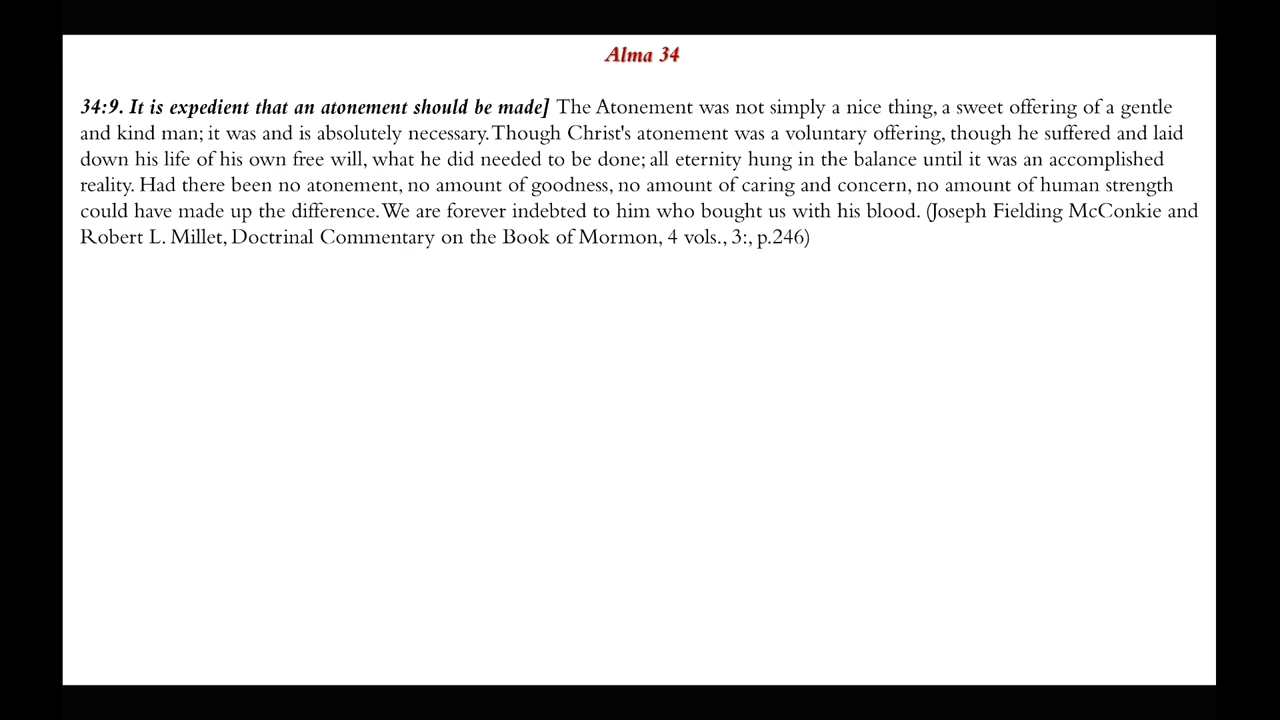 Alma 34
34:9. It is expedient that an atonement should be made] The Atonement was not simply a nice thing, a sweet offering of a gentle
and kind man; it was and is absolutely necessary. Though Christ's atonement was a voluntary offering, though he suffered and laid
down his life of his own free will, what he did needed to be done; all eternity hung in the balance until it was an accomplished
reality. Had there been no atonement, no amount of goodness, no amount of caring and concern, no amount of human strength
could have made up the difference. We are forever indebted to him who bought us with his blood. (Joseph Fielding McConkie and
Robert L. Millet, Doctrinal Commentary on the Book of Mormon, 4 vols., 3:, p.246)